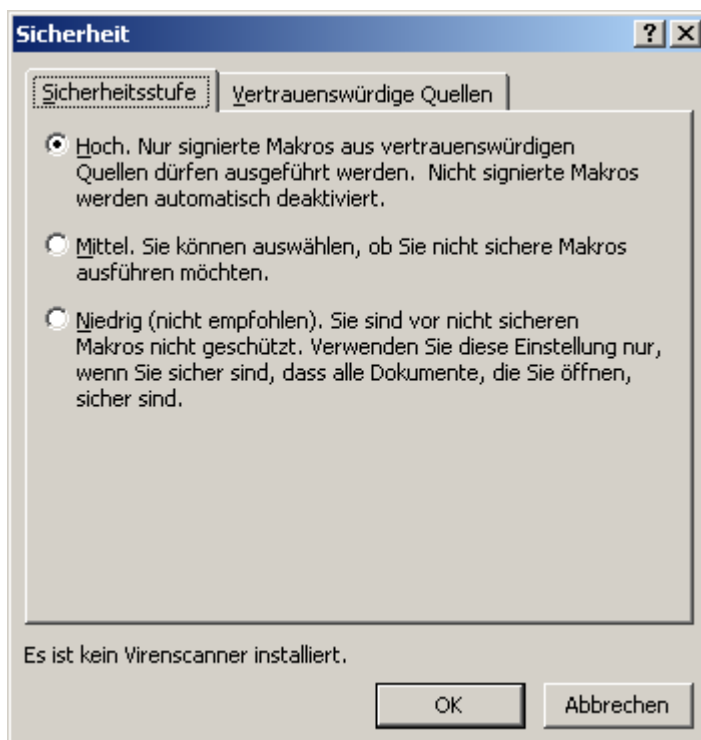 Sicherheit
Sicherheitsstufe
Vertrauenswürdige Quellen
Hoch. Nur signierte Makros aus vertrauenswürdigen
Quellen dürfen ausgeführt werden.  Nicht signierte Makros
werden automatisch deaktiviert.
Mittel. Sie können auswählen, ob Sie nicht sichere Makros
ausführen möchten.
Niedrig (nicht empfohlen). Sie sind vor nicht sicheren
Makros nicht geschützt. Verwenden Sie diese Einstellung nur,
wenn Sie sicher sind, dass alle Dokumente, die Sie öffnen,
sicher sind.
Es ist kein Virenscanner installiert.
OK
Abbrechen